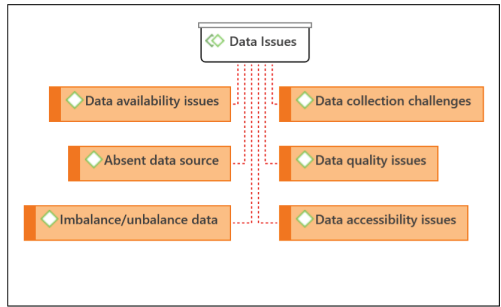 Data Issues
Data availability issues
Data collection challenges
Absent data source
Data quality issues
Imbalance/unbalance data
Data accessibility issues